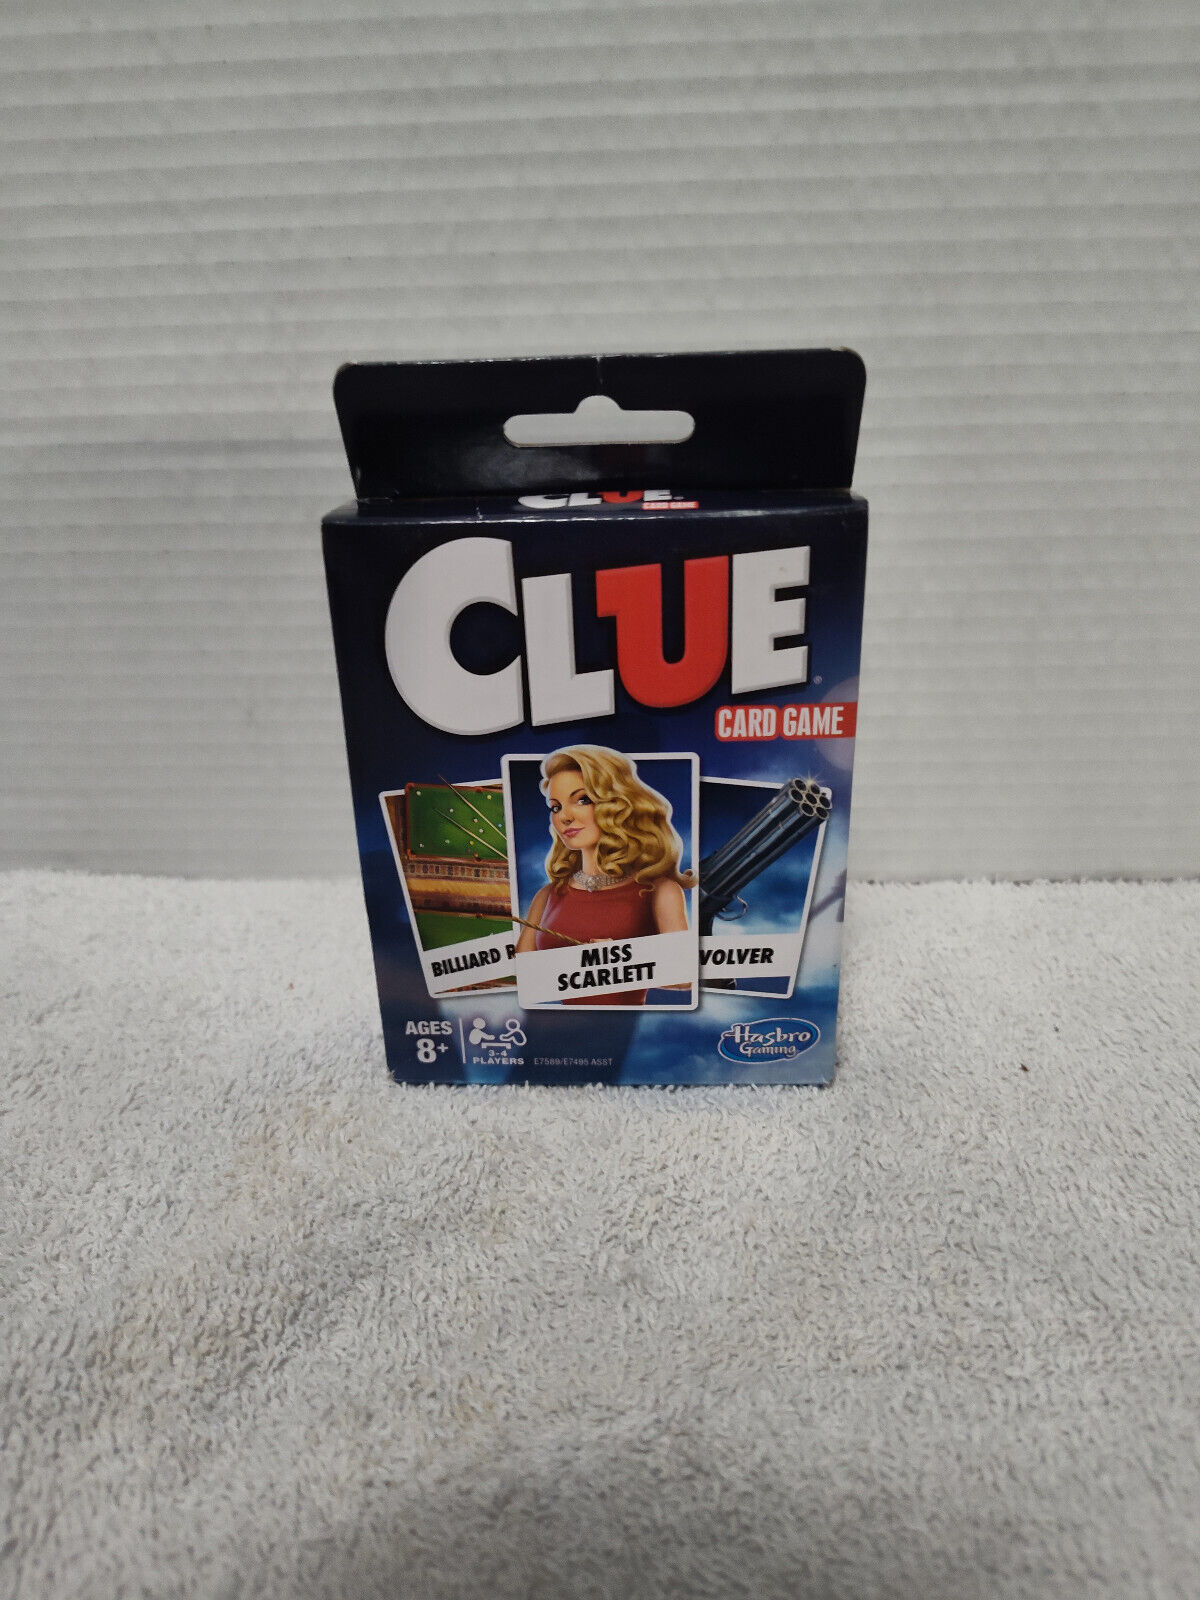 CLUE
CARD GAME
CLUE®
CARD GAME
BILLIARD R
MISS
SCARLETT
VOLVER
AGES
8+
3-4
PLAYERS
E7589/E7495 ASST
Hasbro
Gaming